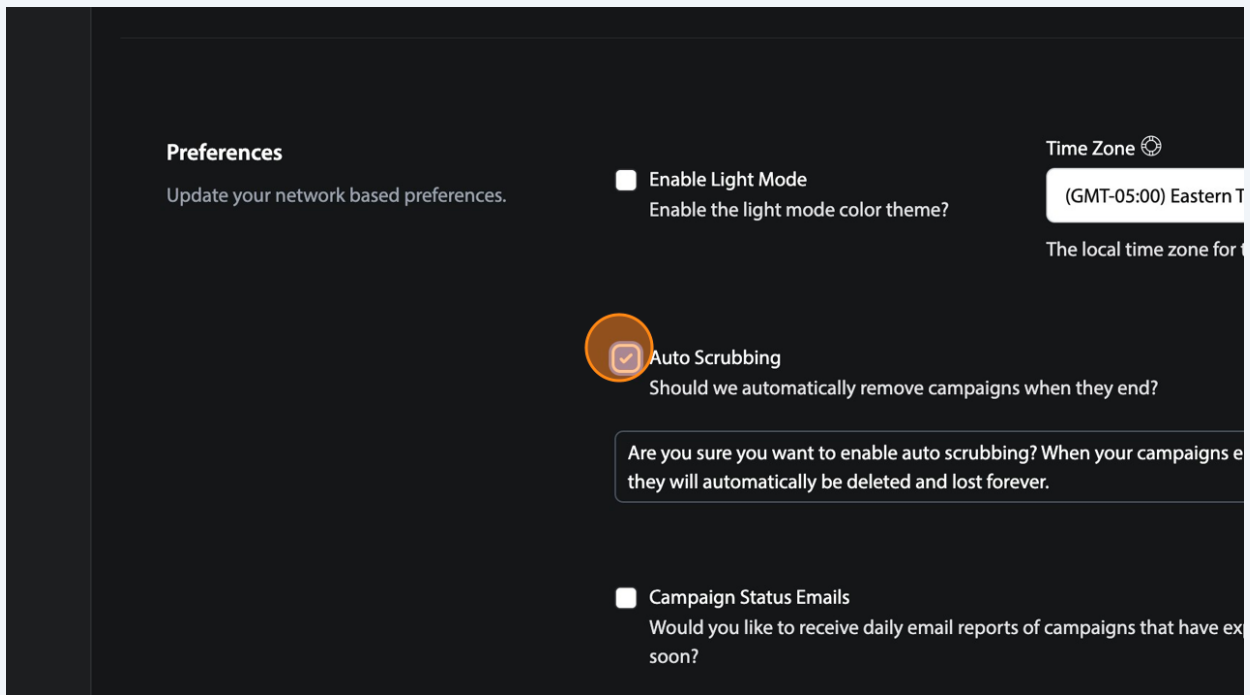 Preferences
Update your network based preferences.
Enable Light Mode
Enable the light mode color theme?
Time Zone
(GMT-05:00) Eastern
The local time zone for
Auto Scrubbing
Should we automatically remove campaigns when they end?
Are you sure you want to enable auto scrubbing? When your campaigns
they will automatically be deleted and lost forever.
Campaign Status Emails
Would you like to receive daily email reports of campaigns that have
soon?